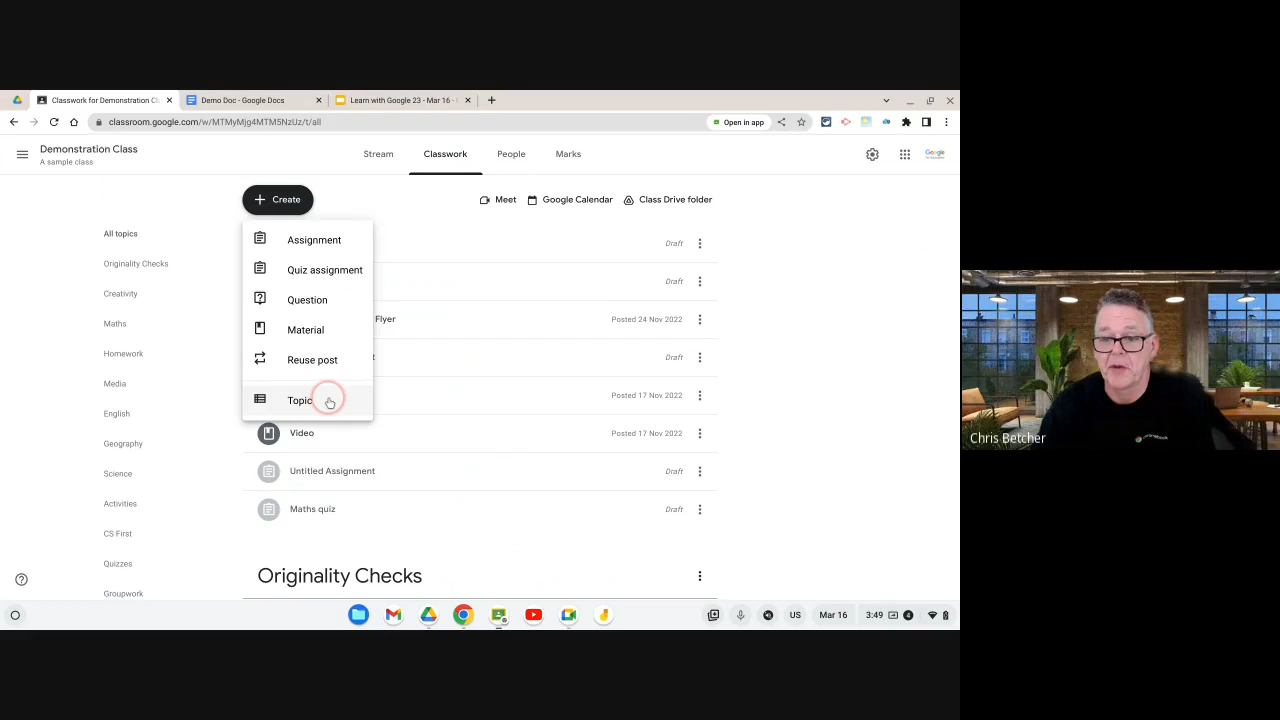 Classwork for Demonstration Cl
Demo Doc - Google Docs
Learn with Google 23 - Mar 16 -
classroom.google.com/w/MTMyMjg4MTM5NzUz/t/all
Open in app
Demonstration Class
A sample class
Stream
Classwork
People
Marks
Google
Create
Meet
Google Calendar
Class Drive folder
All topics
Originality Checks
Creativity
Maths
Homework
Media
English
Geography
Science
Activities
CS First
Quizzes
Groupwork
Assignment
Quiz assignment
Question
Material
Reuse post
Topic
Draft
Draft
Flyer
Posted 24 Nov 2022
t
Draft
Posted 17 Nov 2022
Video
Posted 17 Nov 2022
Untitled Assignment
Draft
Maths quiz
Draft
Originality Checks
US
Mar 16
3:49
4
Chris Betcher
chromebook